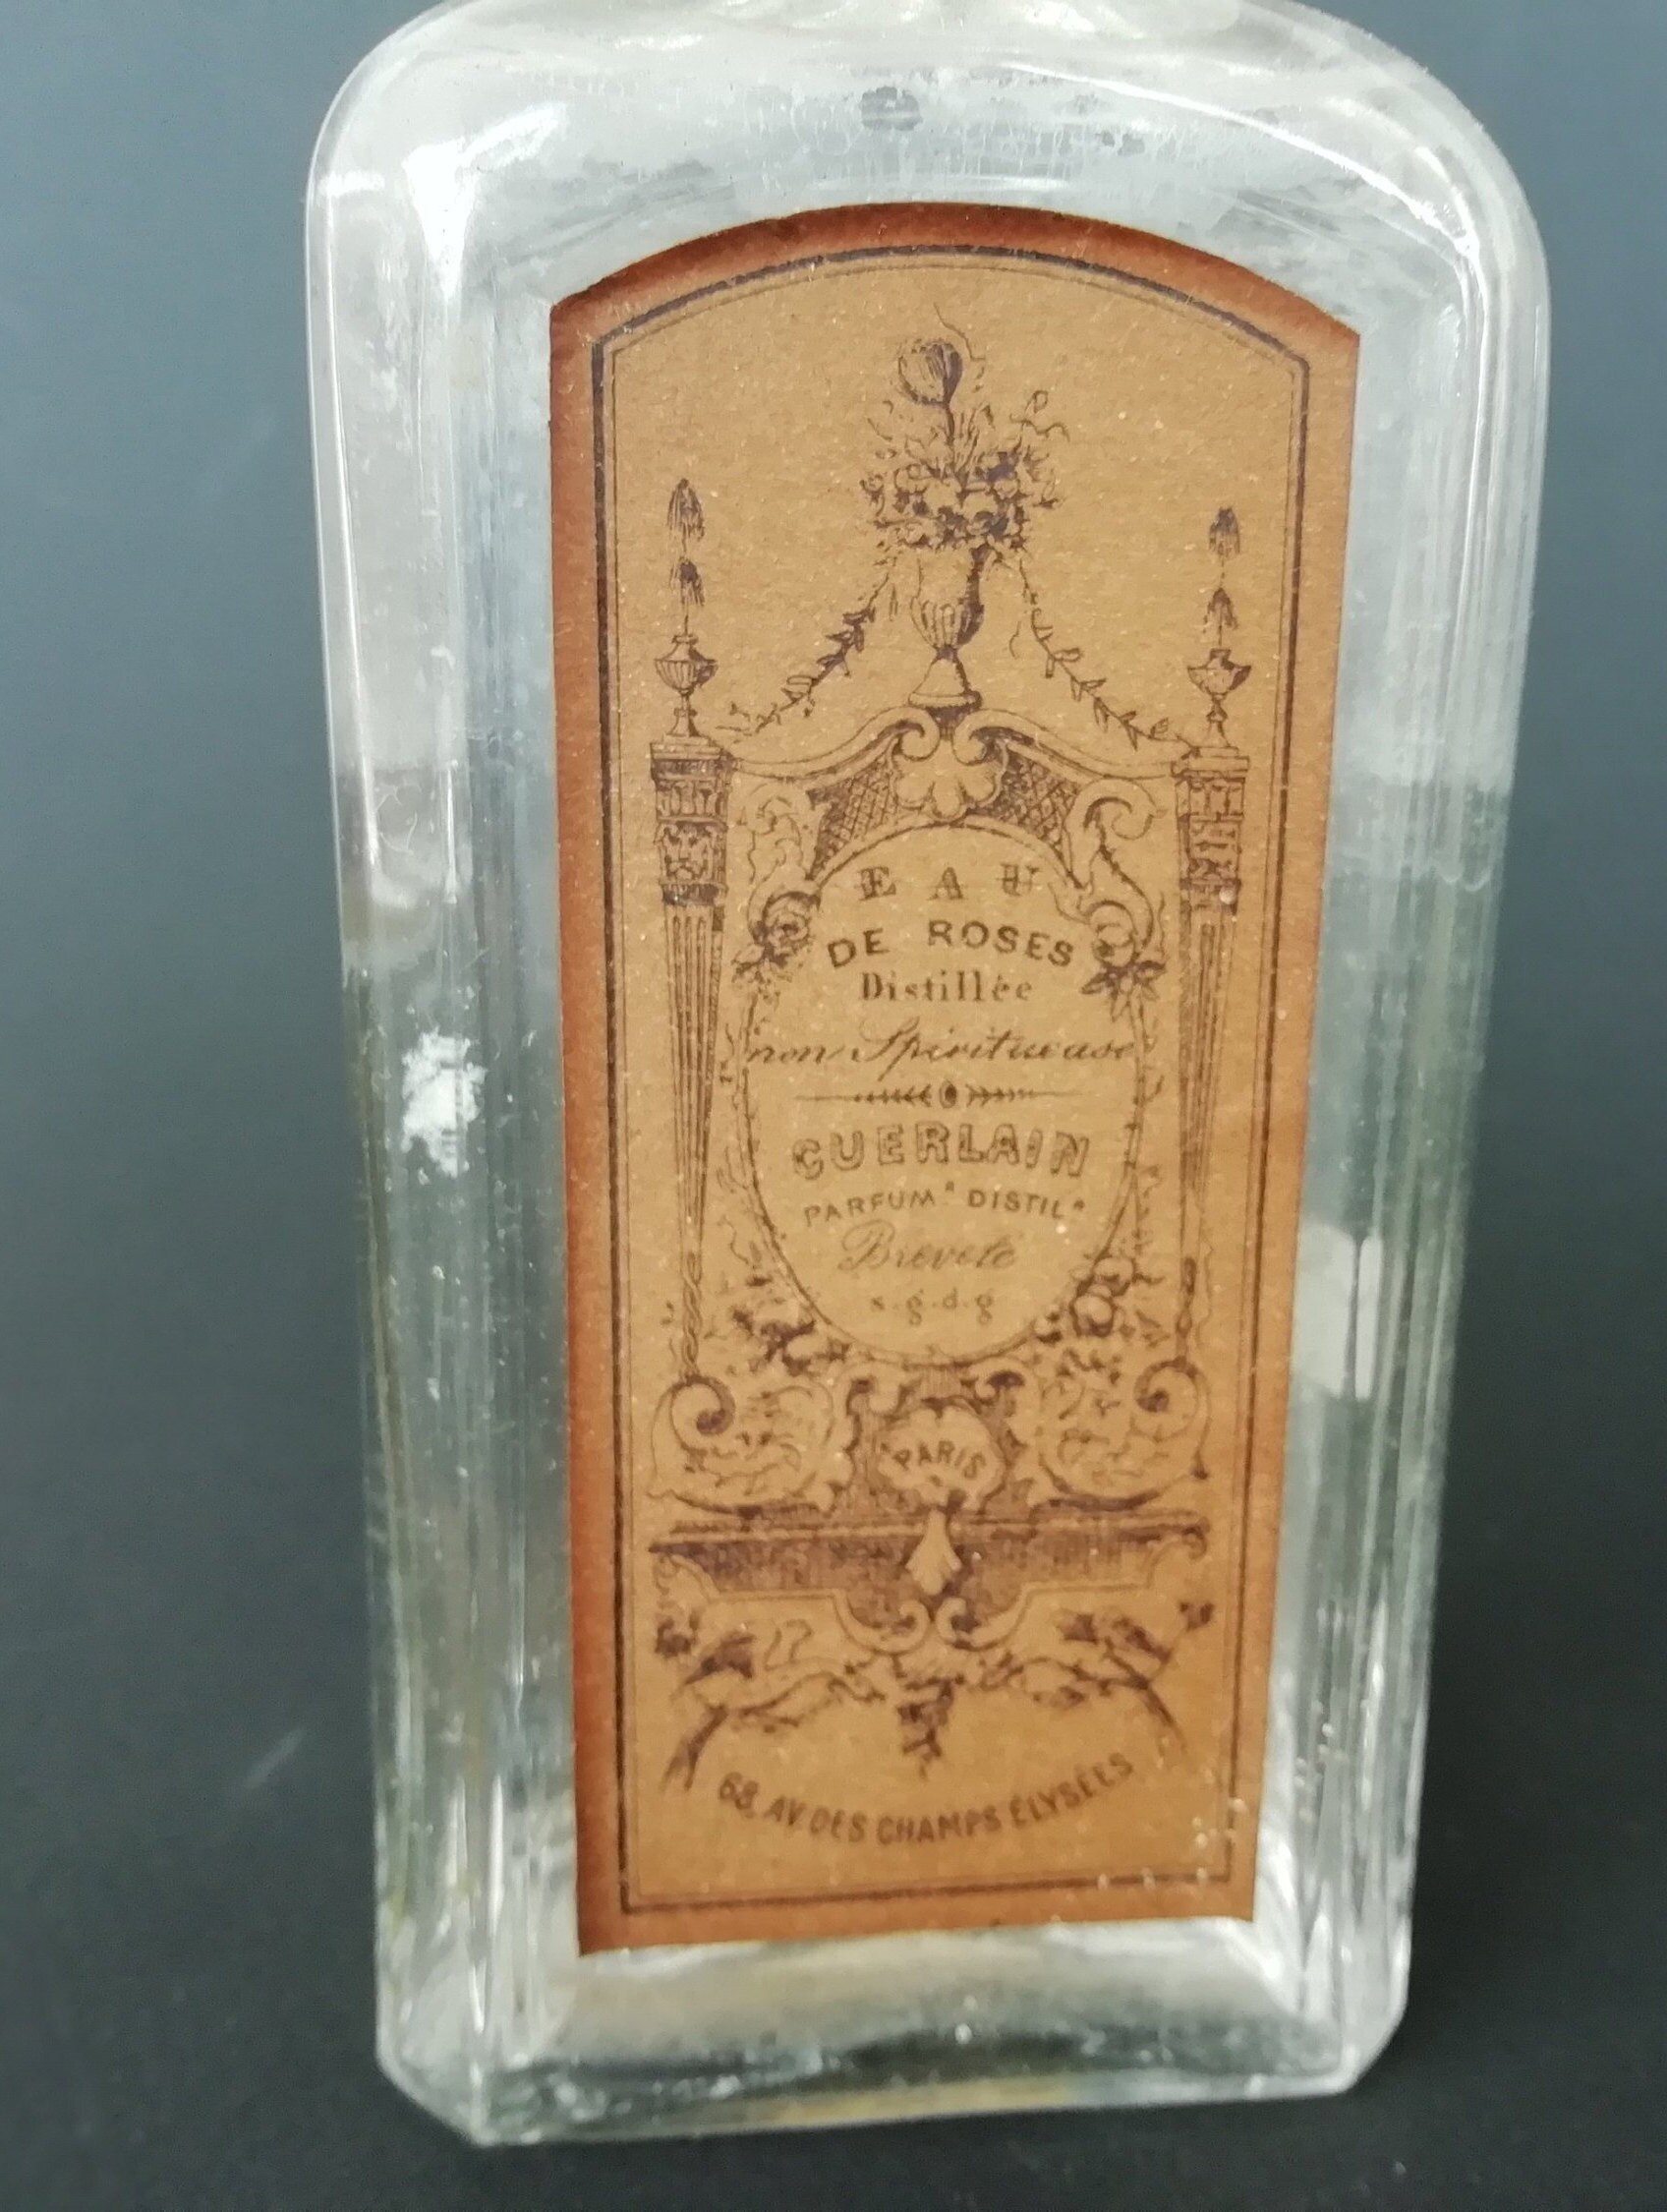 EAU
DE ROSES
Distillée
non Spiritueuse
GUERLAIN
PARFUMR DISTILR
Breveté
s.g.d.g
PARIS
68, AV. DES CHAMPS ÉLYSÉES